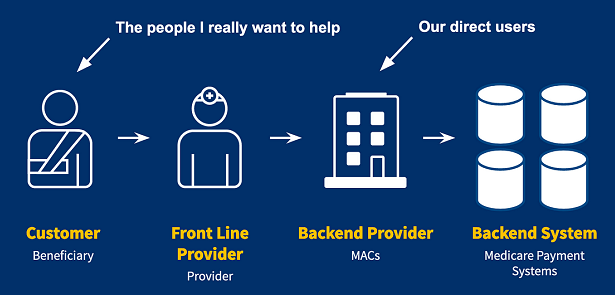 The people I really want to help
Our direct users
Customer
Beneficiary
Front Line
Provider
Provider
Backend Provider
MACs
Backend System
Medicare Payment
Systems